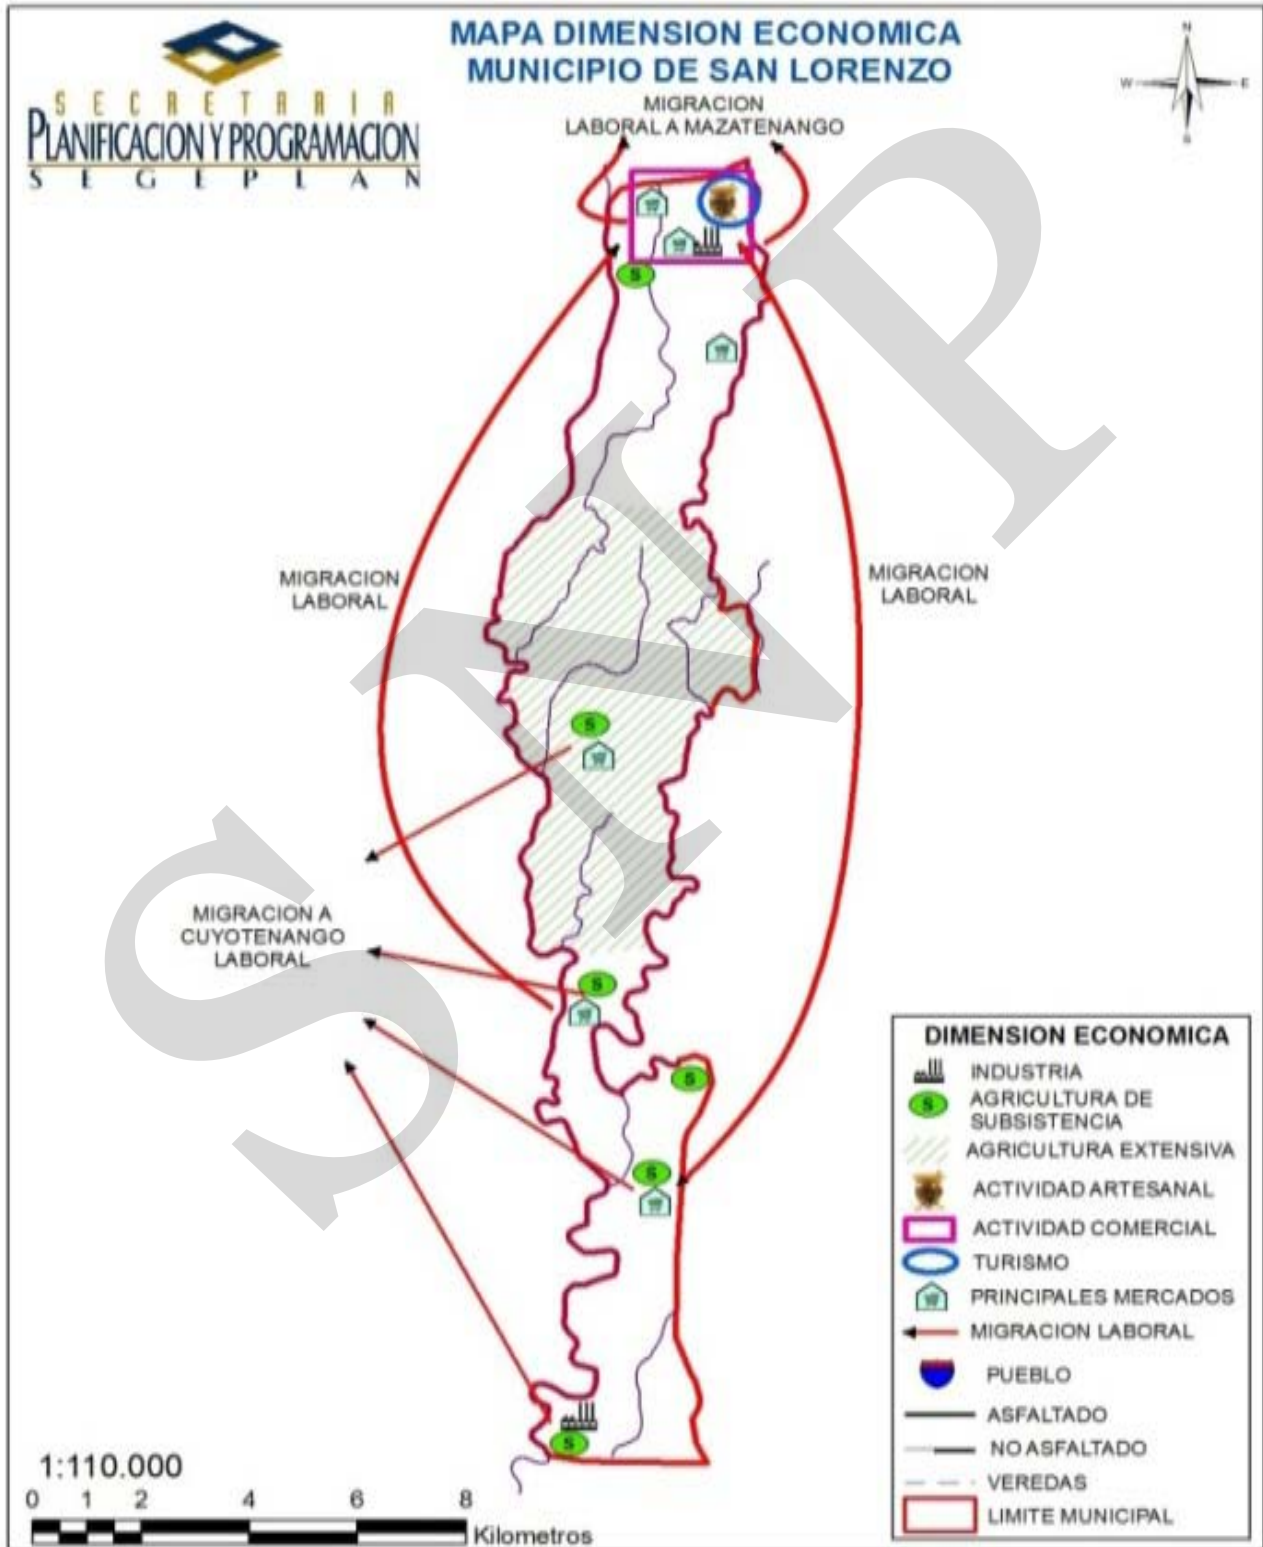 MAPA DIMENSION ECONOMICA
MUNICIPIO DE SAN LORENZO
SECRETARIA
PLANIFICACION Y PROGRAMACION
SEGEPLAN
N
W E
S
MIGRACION
LABORAL A MAZATENANGO
S
MIGRACION
LABORAL
MIGRACION
LABORAL
S
MIGRACION A
CUYOTENANGO
LABORAL
S
S
S
S
SNP
DIMENSION ECONOMICA
INDUSTRIA
S AGRICULTURA DE
SUBSISTENCIA
AGRICULTURA EXTENSIVA
ACTIVIDAD ARTESANAL
ACTIVIDAD COMERCIAL
TURISMO
PRINCIPALES MERCADOS
MIGRACION LABORAL
PUEBLO
ASFALTADO
NO ASFALTADO
VEREDAS
LIMITE MUNICIPAL
1:110.000
0 1 2 4 6 8
Kilometros